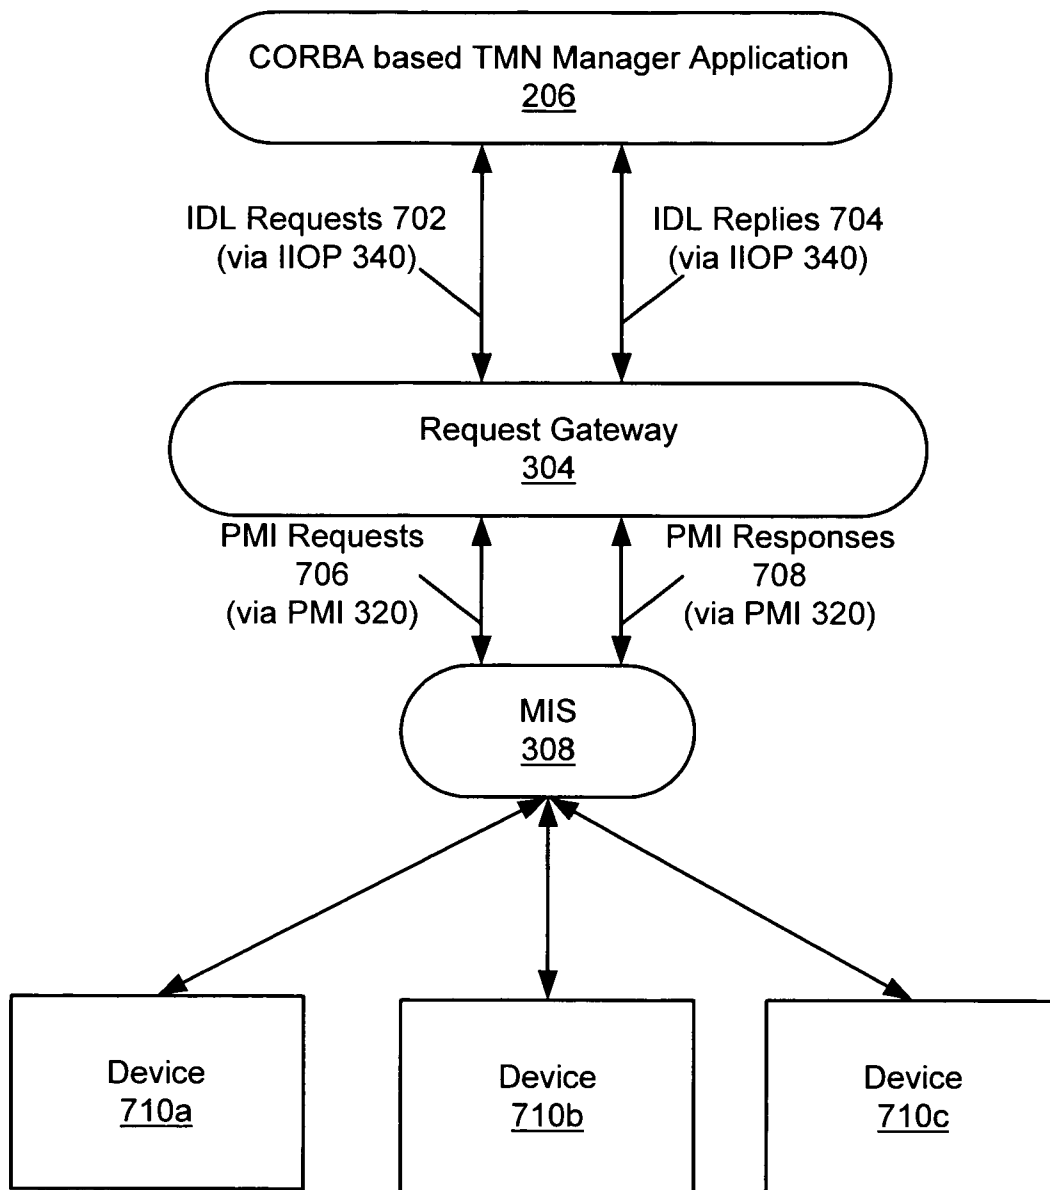 CORBA based TMN Manager Application
206
IDL Requests 702
(via IIOP 340)
IDL Replies 704
(via IIOP 340)
Request Gateway
304
PMI Requests
706
(via PMI 320)
PMI Responses
708
(via PMI 320)
MIS
308
Device
710a
Device
710b
Device
710c